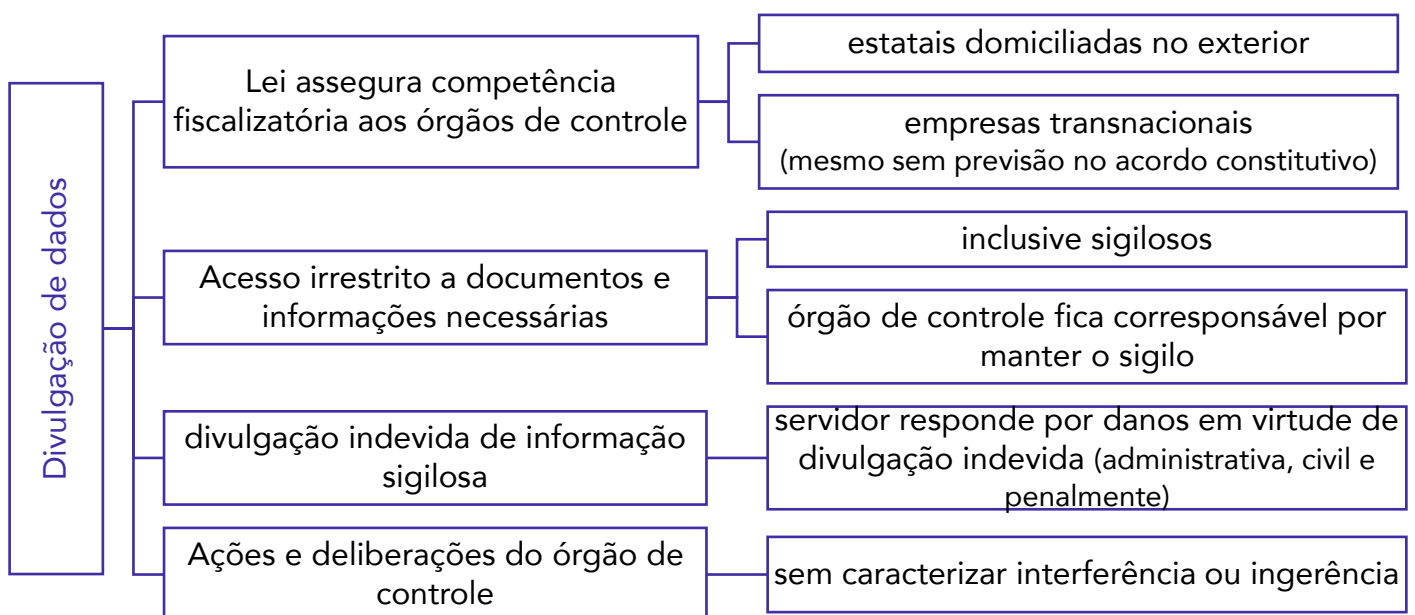 Divulgação de dados
Lei assegura competência
fiscalizatória aos órgãos de controle
estatais domiciliadas no exterior
empresas transnacionais
(mesmo sem previsão no acordo constitutivo)
Acesso irrestrito a documentos e
informações necessárias
inclusive sigilosos
órgão de controle fica corresponsável por
manter o sigilo
divulgação indevida de informação
sigilosa
servidor responde por danos em virtude de
divulgação indevida (administrativa, civil e
penalmente)
Ações e deliberações do órgão de
controle
sem caracterizar interferência ou ingerência